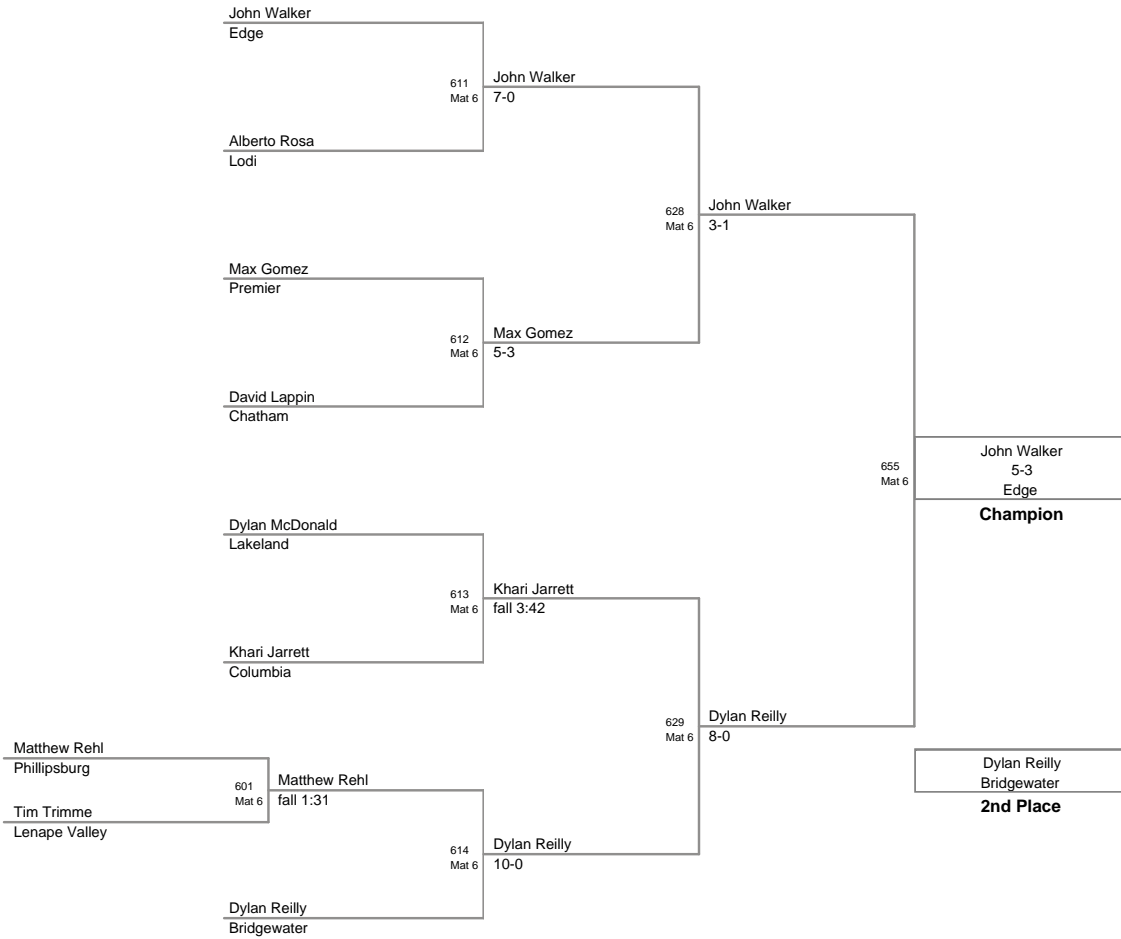 John Walker
Edge
611
Mat 6
John Walker
7-0
Alberto Rosa
Lodi
628
Mat 6
John Walker
3-1
Max Gomez
Premier
612
Mat 6
Max Gomez
5-3
David Lappin
Chatham
655
Mat 6
John Walker
5-3
Edge
Champion
Dylan McDonald
Lakeland
613
Mat 6
Khari Jarrett
fall 3:42
Khari Jarrett
Columbia
629
Mat 6
Dylan Reilly
8-0
Matthew Rehl
Phillipsburg
601
Mat 6
Matthew Rehl
fall 1:31
Tim Trimme
Lenape Valley
614
Mat 6
Dylan Reilly
10-0
Dylan Reilly
Bridgewater
Dylan Reilly
Bridgewater
2nd Place